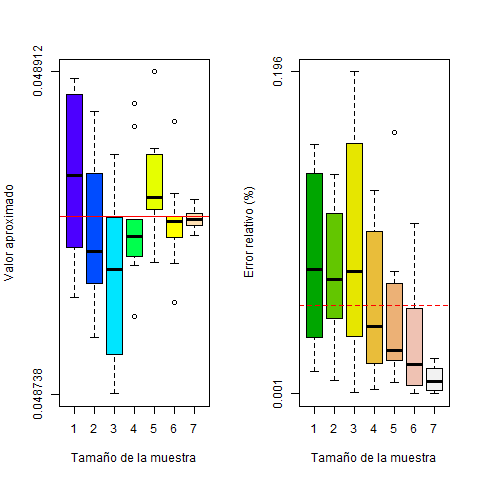 Valor aproximado
0.048912
0.048738
1 2 3 4 5 6 7
Tamaño de la muestra
Error relativo (%)
0.196
0.001
1 2 3 4 5 6 7
Tamaño de la muestra